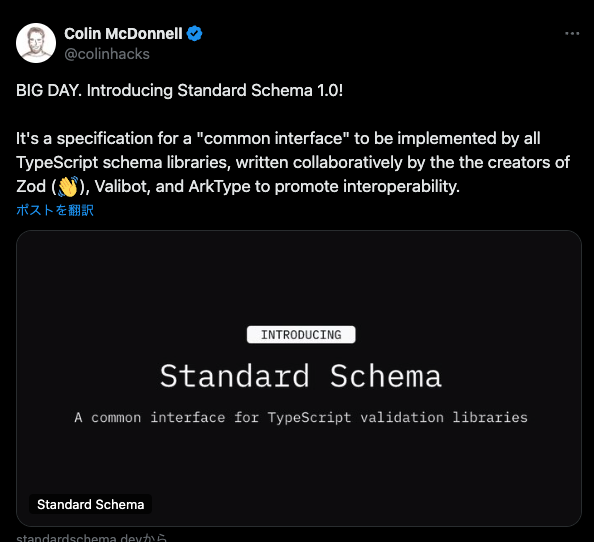 Colin McDonnell
@colinhacks
BIG DAY. Introducing Standard Schema 1.0!
It's a specification for a "common interface" to be implemented by all
TypeScript schema libraries, written collaboratively by the the creators of
Zod (👋), Valibot, and ArkType to promote interoperability.
ポストを翻訳
INTRODUCING
Standard Schema
A common interface for TypeScript validation libraries
Standard Schema
standardschema.devから